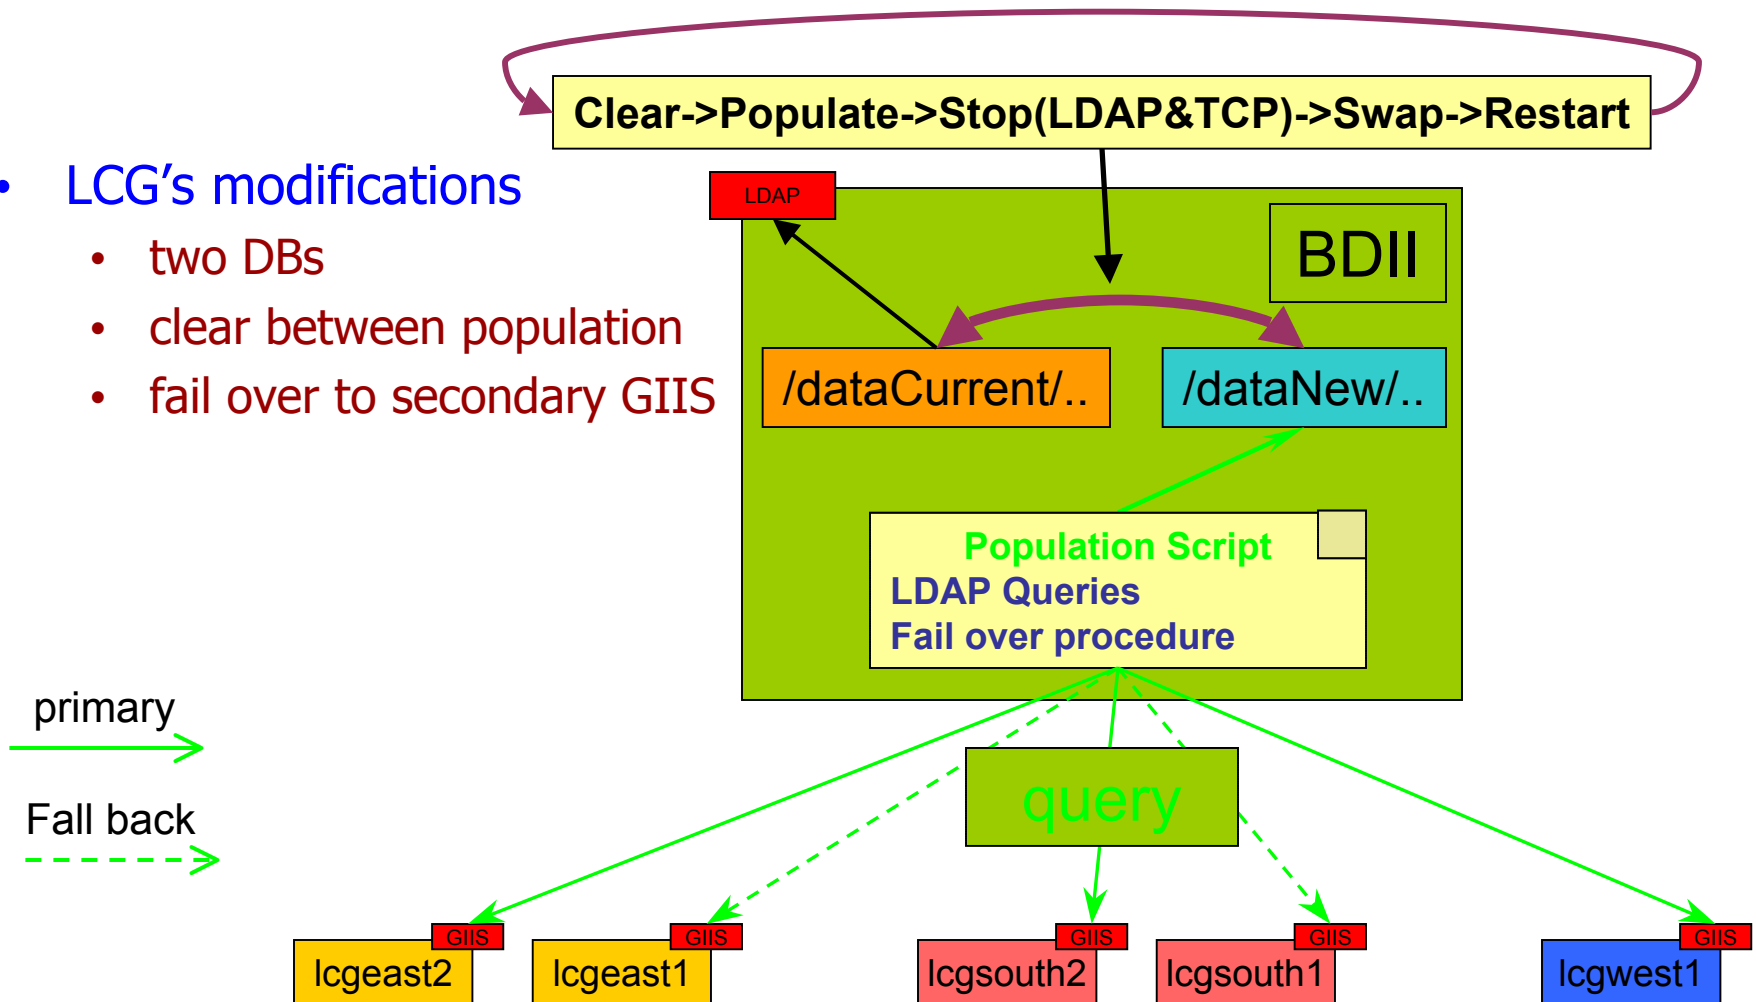 Clear->Populate->Stop(LDAP&TCP)->Swap->Restart
• LCG’s modifications
• two DBs
• clear between population
• fail over to secondary GIIS
LDAP
BDII
/dataCurrent/..
/dataNew/..
Population Script
LDAP Queries
Fail over procedure
primary
Fall back
query
GIIS
GIIS
GIIS
GIIS
GIIS
lcgeast2
lcgeast1
lcgsouth2
lcgsouth1
lcgwest1